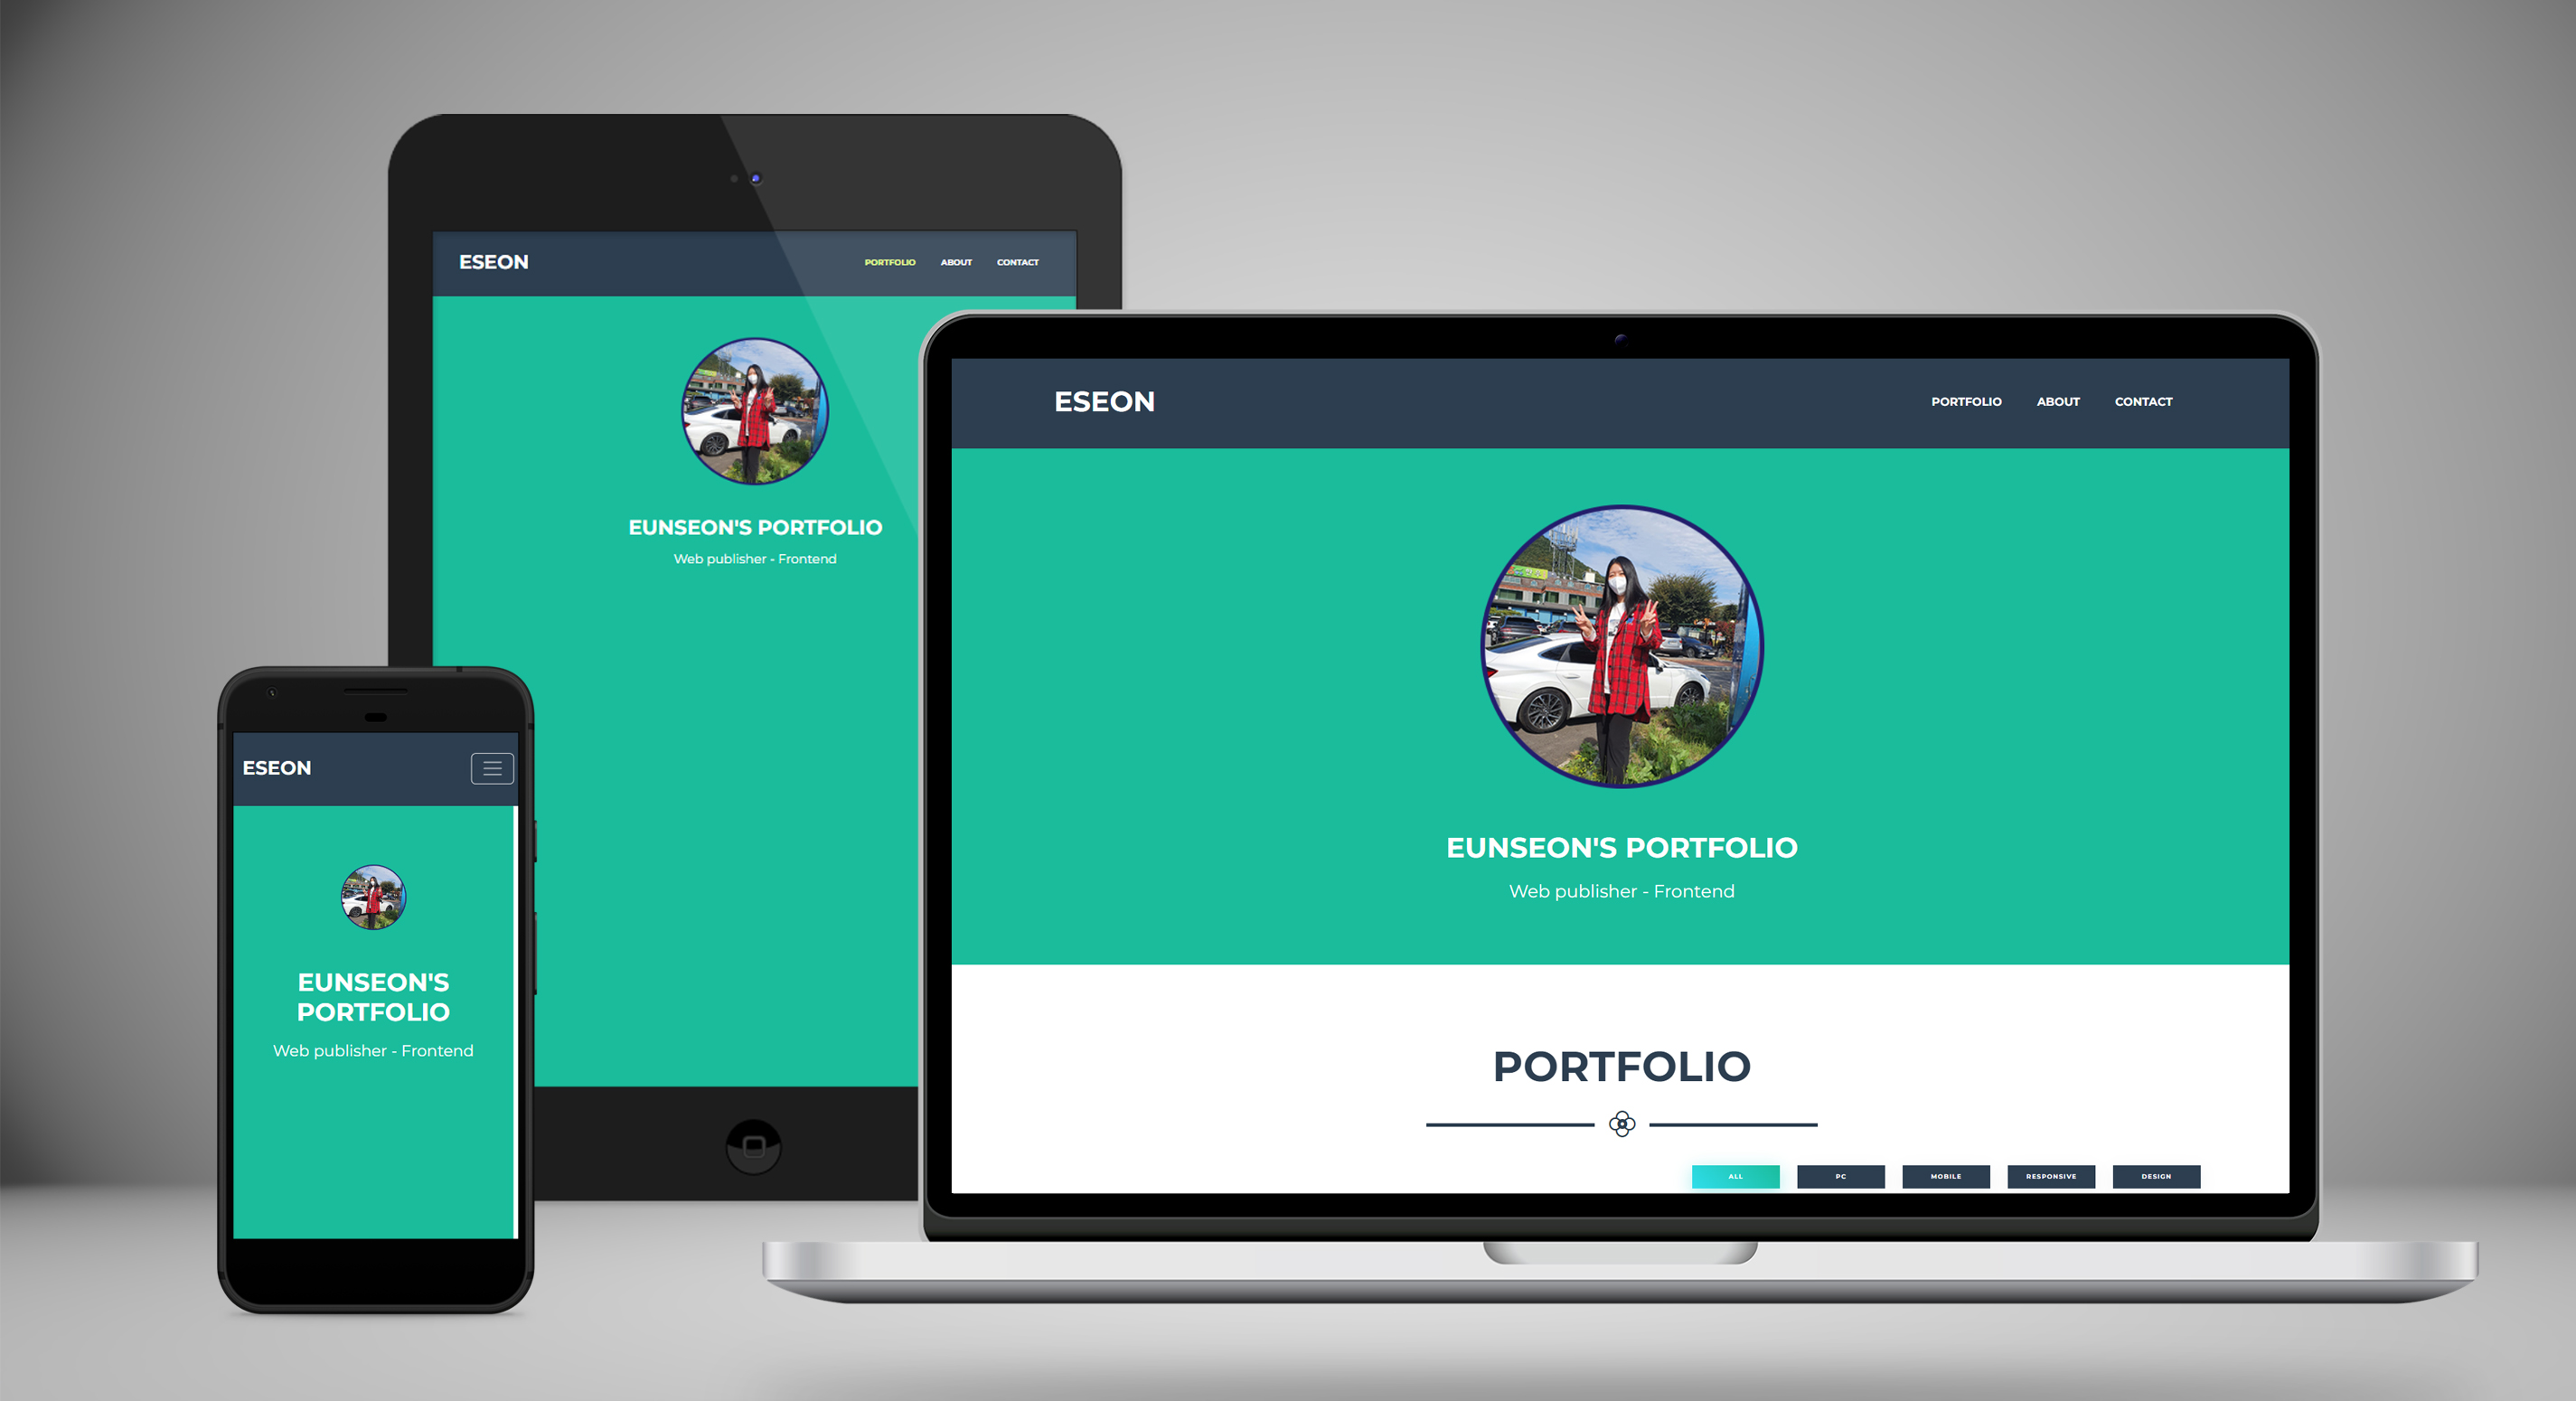 ESEON
PORTFOLIO ABOUT CONTACT
EUNSEON'S PORTFOLIO
Web publisher - Frontend
ESEON
PORTFOLIO ABOUT CONTACT
EUNSEON'S PORTFOLIO
Web publisher - Frontend
PORTFOLIO
ALL PC MOBILE RESPONSIVE DESIGN
ESEON
EUNSEON'S
PORTFOLIO
Web publisher - Frontend